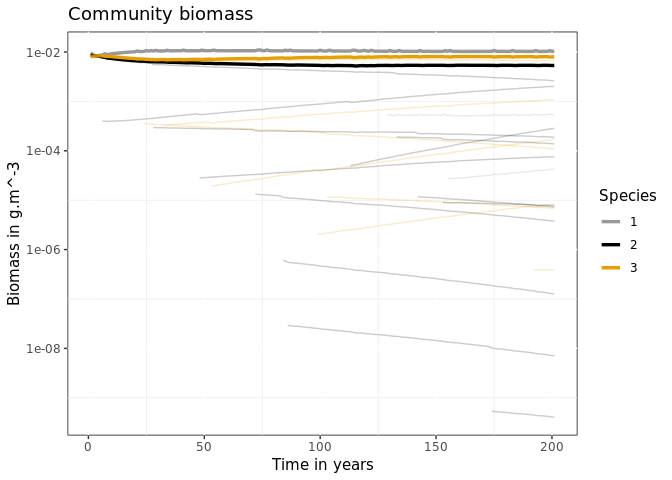 Community biomass
1e-02
1e-04
1e-06
1e-08
Biomass in g.m^-3
0
50
100
150
200
Time in years
Species
1
2
3